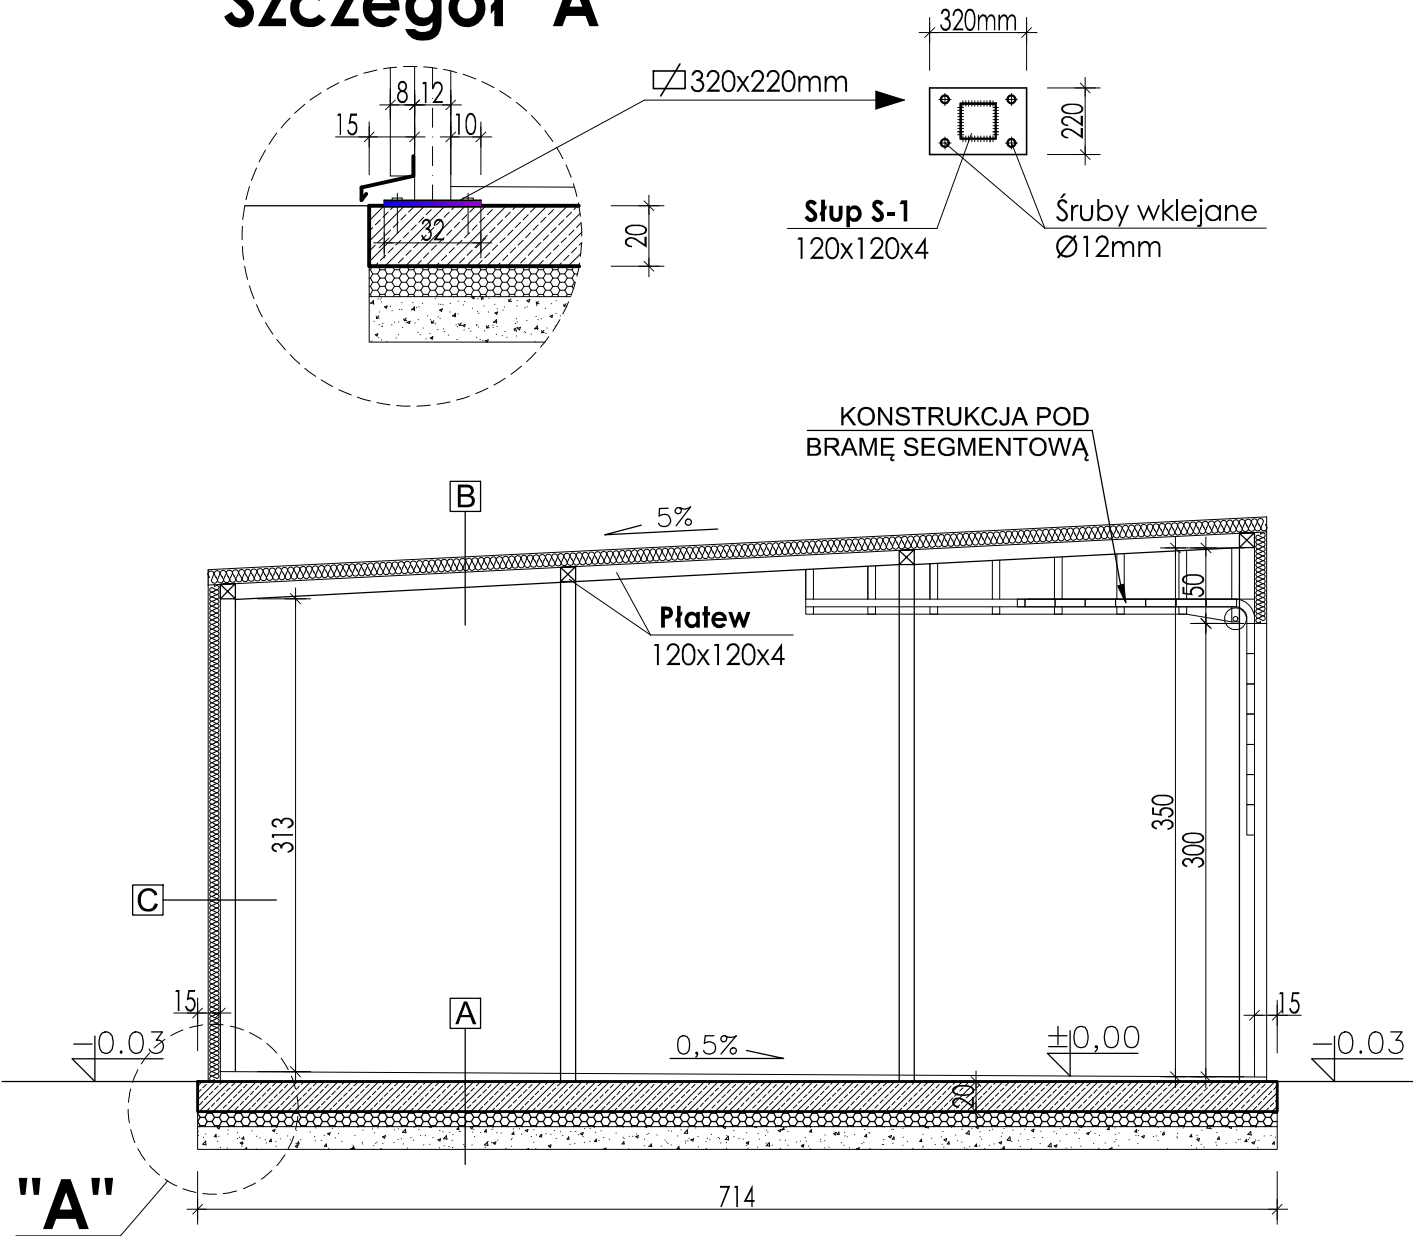 Szczegół "A"
320mm
320x220mm
8
12
15
10
220
32
20
Słup S-1
120x120x4
Śruby wklejane
Ø12mm
KONSTRUKCJA POD
BRAMĘ SEGMENTOWĄ
B
5%
50
Płatew
120x120x4
313
350
300
C
15
A
15
-0.03
0,5%
±0,00
-0.03
20
"A"
714